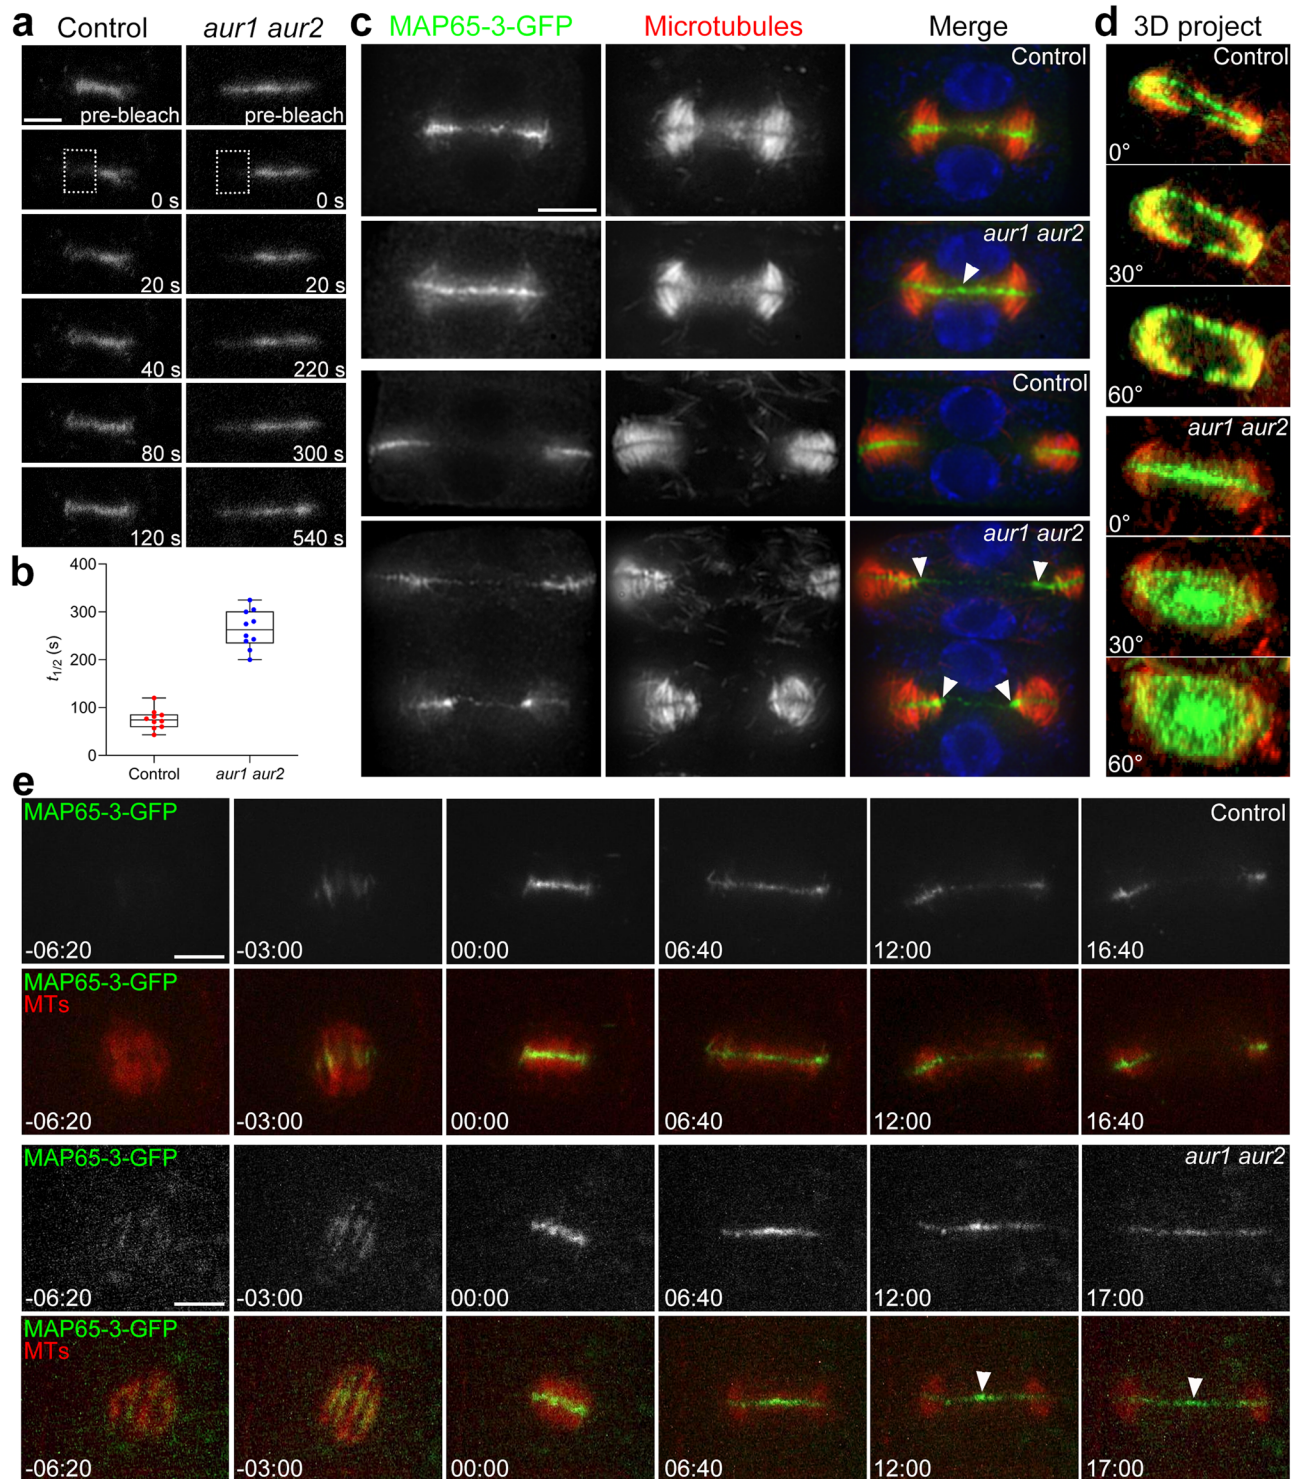 a Control aur1 aur2
pre-bleach pre-bleach
0 s 0 s
20 s 20 s
40 s 220 s
80 s 300 s
120 s 540 s
b
400
300
200
100
0
t1/2 (s)
Control aur1 aur2
c MAP65-3-GFP Microtubules Merge
Control
aur1 aur2
Control
aur1 aur2
d 3D project
Control
0°
30°
60°
aur1 aur2
0°
30°
60°
e
MAP65-3-GFP Control
-06:20 -03:00 00:00 06:40 12:00 16:40
MAP65-3-GFP
MTs
-06:20 -03:00 00:00 06:40 12:00 16:40
MAP65-3-GFP aur1 aur2
-06:20 -03:00 00:00 06:40 12:00 17:00
MAP65-3-GFP
MTs
-06:20 -03:00 00:00 06:40 12:00 17:00